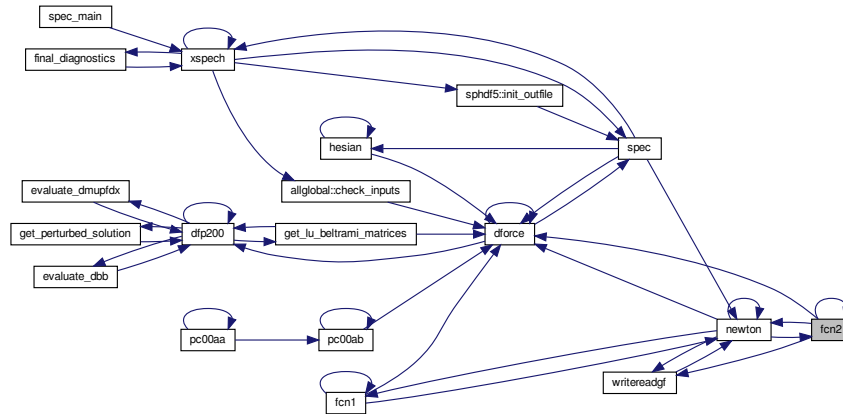 spec_main
final_diagnostics
xspech
sphdf5::init_outfile
hesian
spec
evaluate_dmupfdx
allglobal::check_inputs
get_perturbed_solution
dfp200
get_lu_beltrami_matrices
dforce
evaluate_dbb
pc00aa
pc00ab
newton
fcn2
writereadgf
fcn1